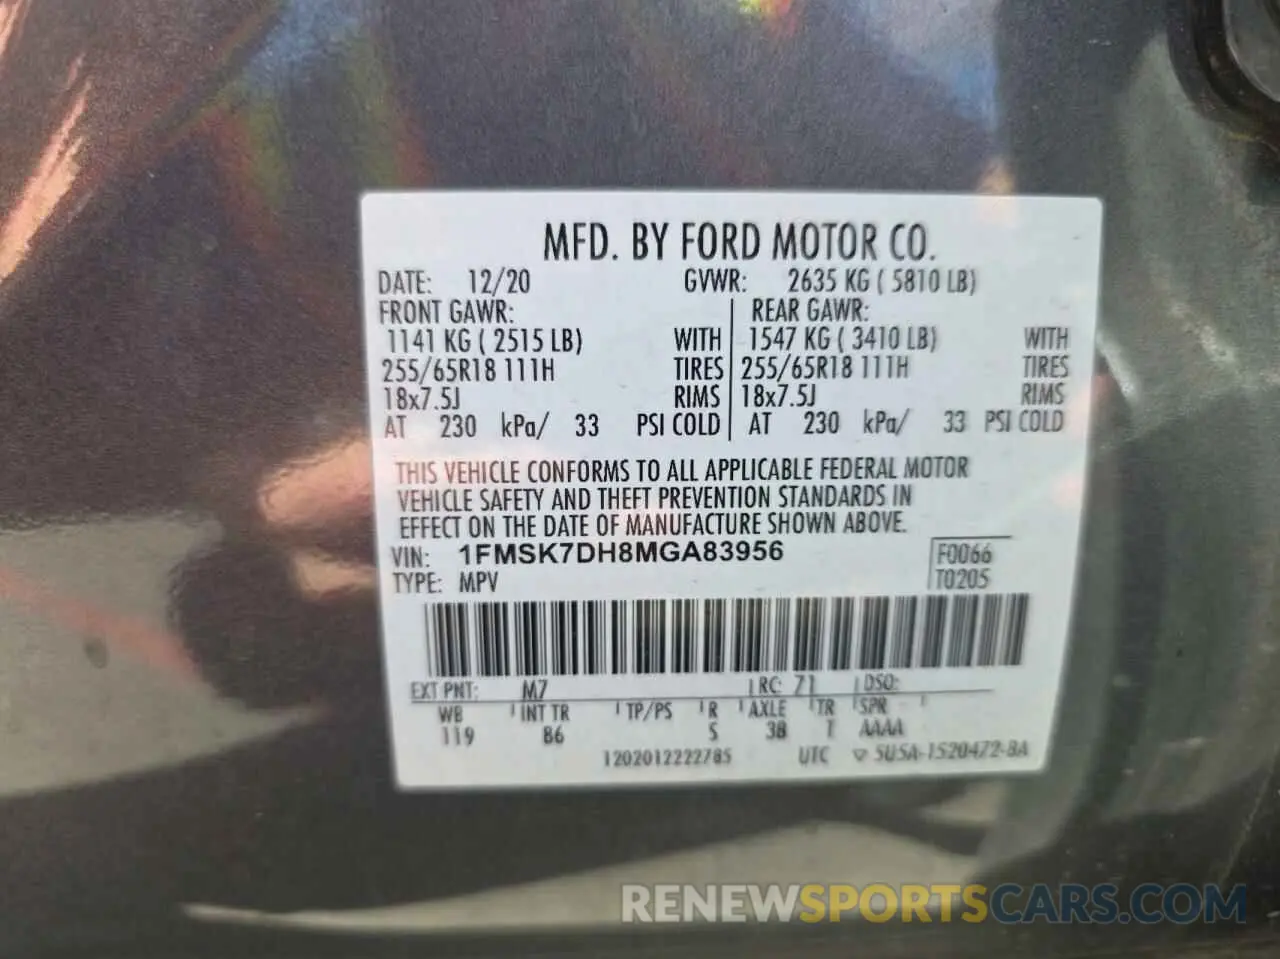 MFD. BY FORD MOTOR CO.
DATE: 12/20 GVWR: 2635 KG ( 5810 LB)
FRONT GAWR: REAR GAWR:
1141 KG ( 2515 LB) WITH 1547 KG ( 3410 LB) WITH
255/65R18 111H TIRES 255/65R18 111H TIRES
18x7.5J RIMS 18x7.5J RIMS
AT 230 kPa/ 33 PSI COLD AT 230 kPa/ 33 PSI COLD
THIS VEHICLE CONFORMS TO ALL APPLICABLE FEDERAL MOTOR
VEHICLE SAFETY AND THEFT PREVENTION STANDARDS IN
EFFECT ON THE DATE OF MANUFACTURE SHOWN ABOVE.
VIN: 1FMSK7DH8MGA83956 F0066
TYPE: MPV T0205
EXT PNT: M7 RC: 71 DSO:
WB INT TR TP/PS R AXLE TR SPR
119 B6 S 38 T AAAA
1202012222785 UTC ▽ 5U5A-1520472-BA
RENEWSPORTSCARS.COM